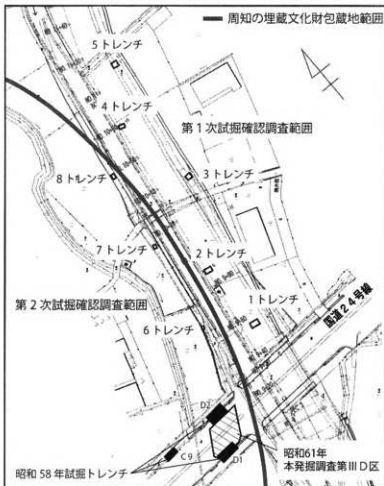 周知の埋蔵文化財包蔵地範囲
5トレンチ
4トレンチ
第1次試掘確認調査範囲
8トレンチ
3トレンチ
7トレンチ
2トレンチ
第2次試掘確認調査範囲
1トレンチ
国道24号線
6トレンチ
D2
C9
D1
昭和58年試掘トレンチ
昭和61年
本発掘調査第ⅢD区